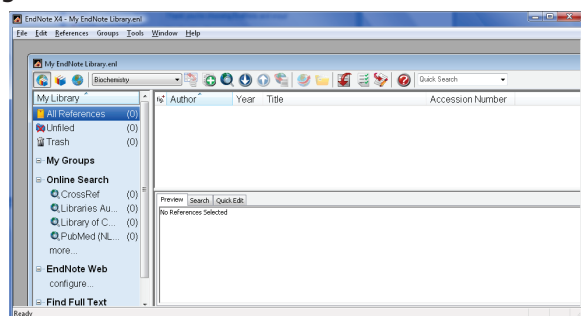 EndNote X4 - My EndNote Library.enl
File Edit References Groups Tools Window Help
My EndNote Library.enl
Biochemistry
Quick Search
My Library
Author Year Title Accession Number
All References (0)
Unfiled (0)
Trash (0)
My Groups
Online Search
CrossRef (0)
Libraries Au... (0)
Library of C... (0)
PubMed (NL... (0)
more...
EndNote Web
configure...
Find Full Text
Preview Search Quick Edit
No References Selected
Ready